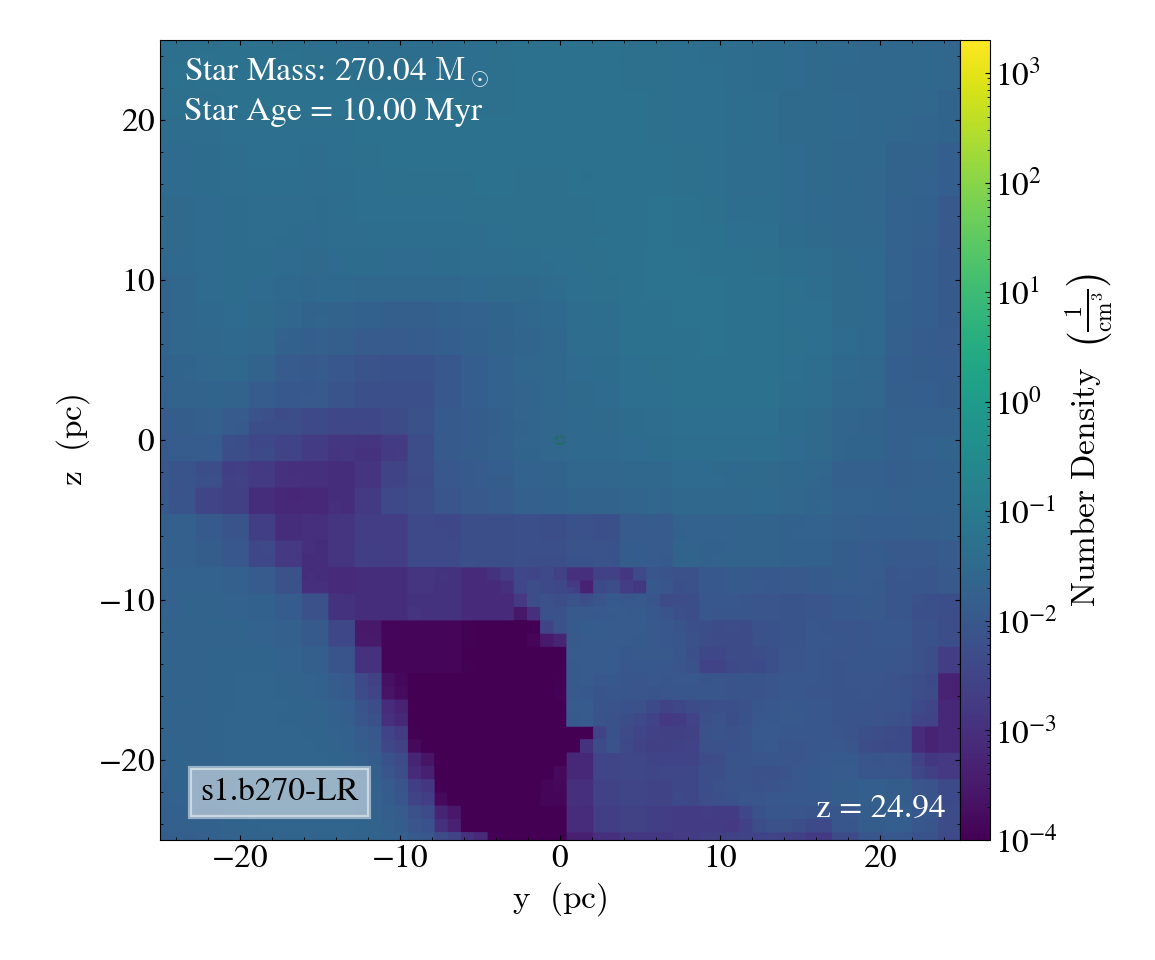 Star Mass: 270.04 M⊙
Star Age = 10.00 Myr
20
10
0
−10
−20
z (pc)
s1.b270-LR
z = 24.94
−20 −10 0 10 20
y (pc)
10³
10²
10¹
10⁰
10⁻¹
10⁻²
10⁻³
10⁻⁴
Number Density (1/cm³)